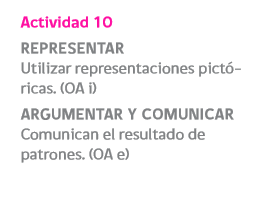 Actividad 10
REPRESENTAR
Utilizar representaciones pictó-
ricas. (OA i)
ARGUMENTAR Y COMUNICAR
Comunican el resultado de
patrones. (OA e)